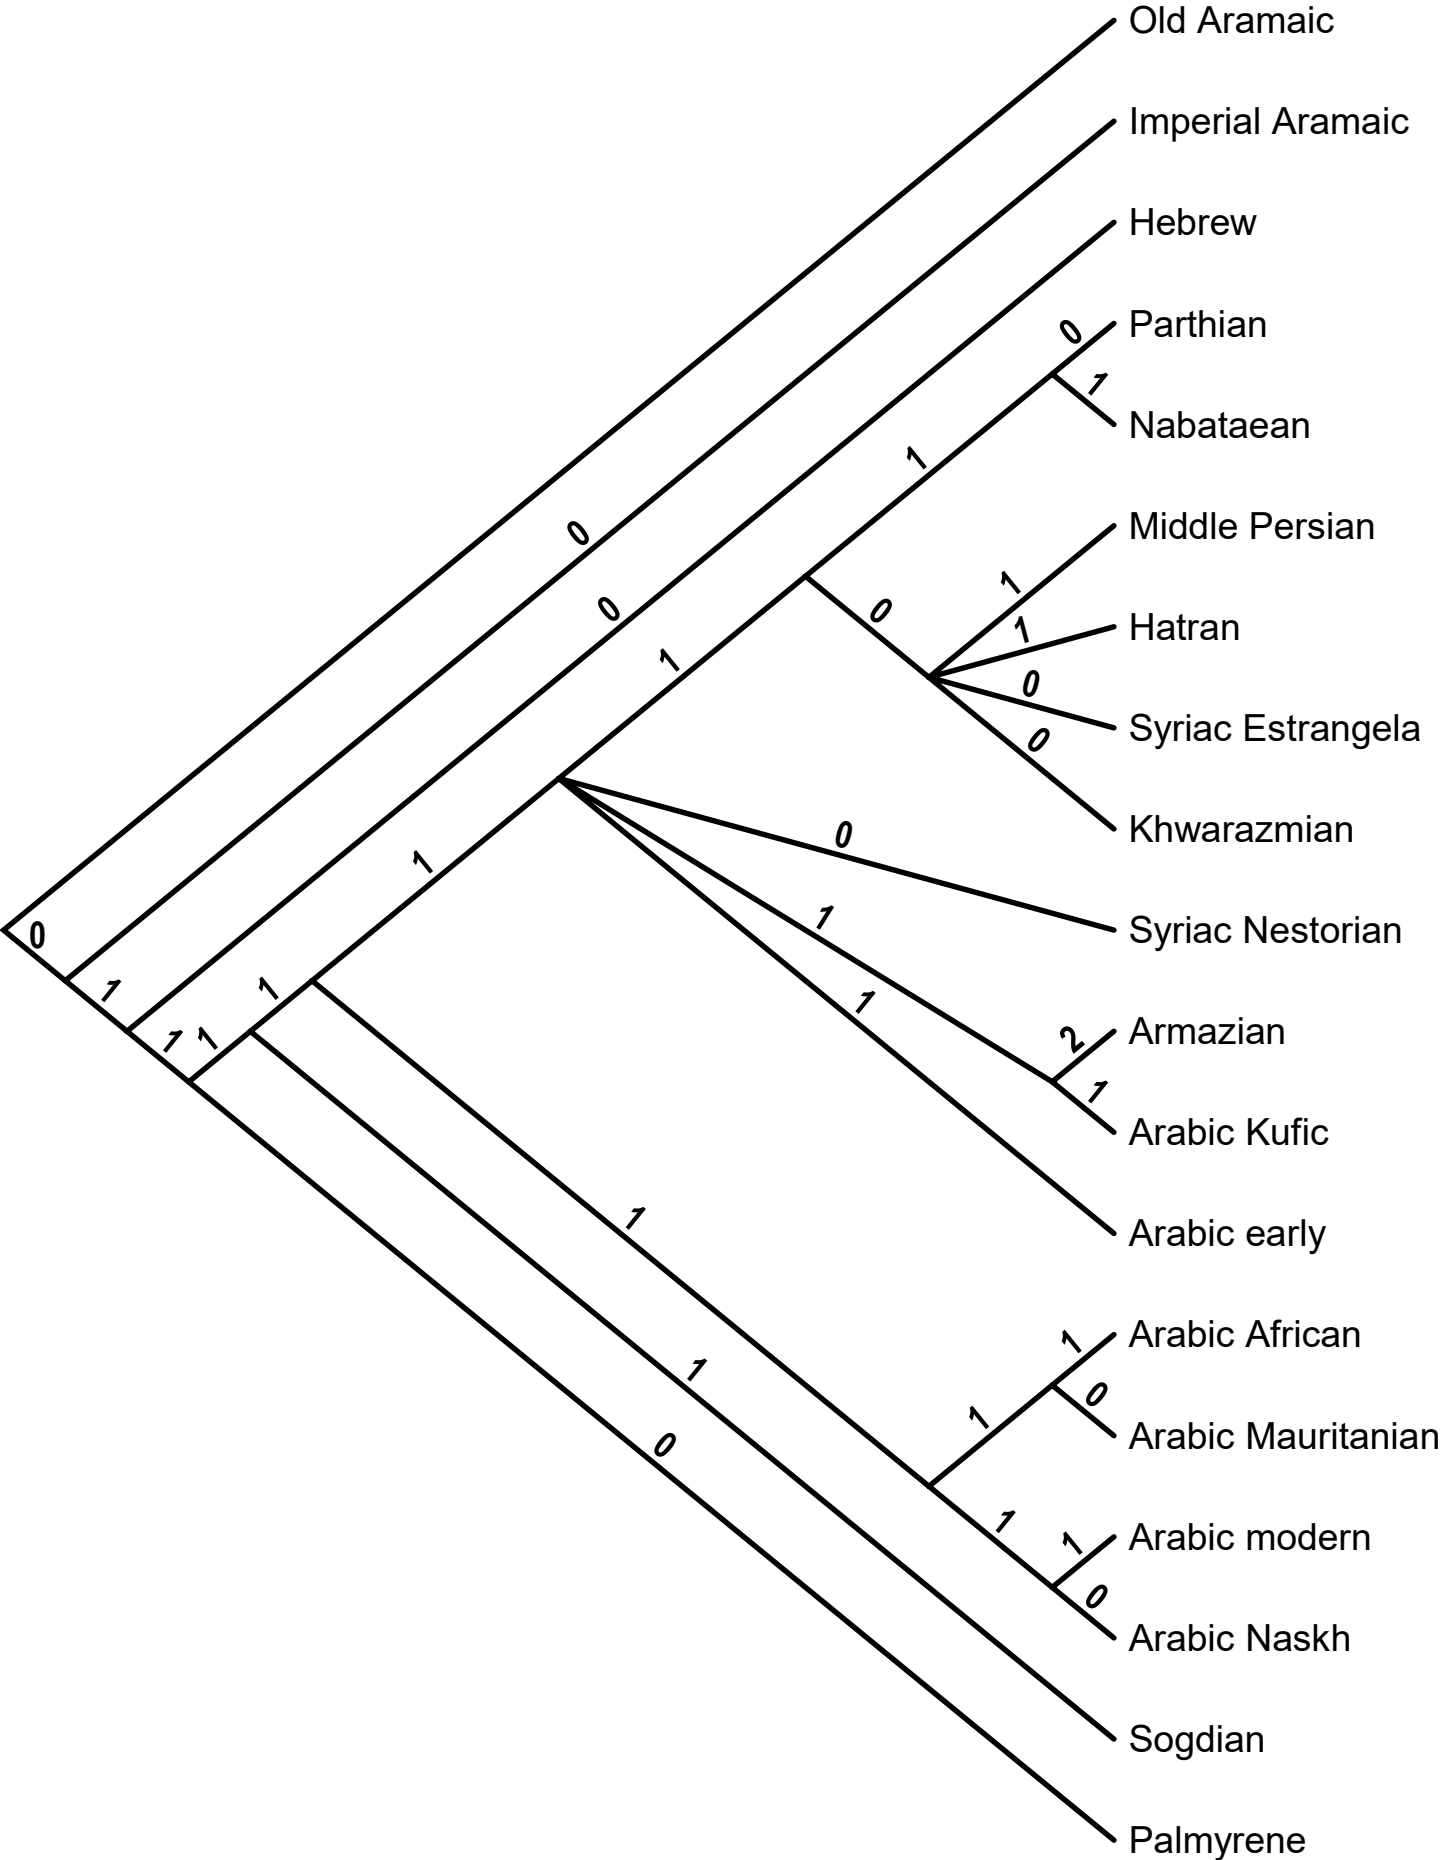 Old Aramaic
Imperial Aramaic
Hebrew
0 Parthian
1
Nabataean
1
0
Middle Persian
1
0
1 Hatran
0
1
0
Syriac Estrangela
0
Khwarazmian
0
1
Syriac Nestorian
1
0
1
1
1
2 Armazian
1
1
1
Arabic Kufic
1
Arabic early
1 Arabic African
1
0
1
Arabic Mauritanian
0
1
1 Arabic modern
0
Arabic Naskh
Sogdian
Palmyrene